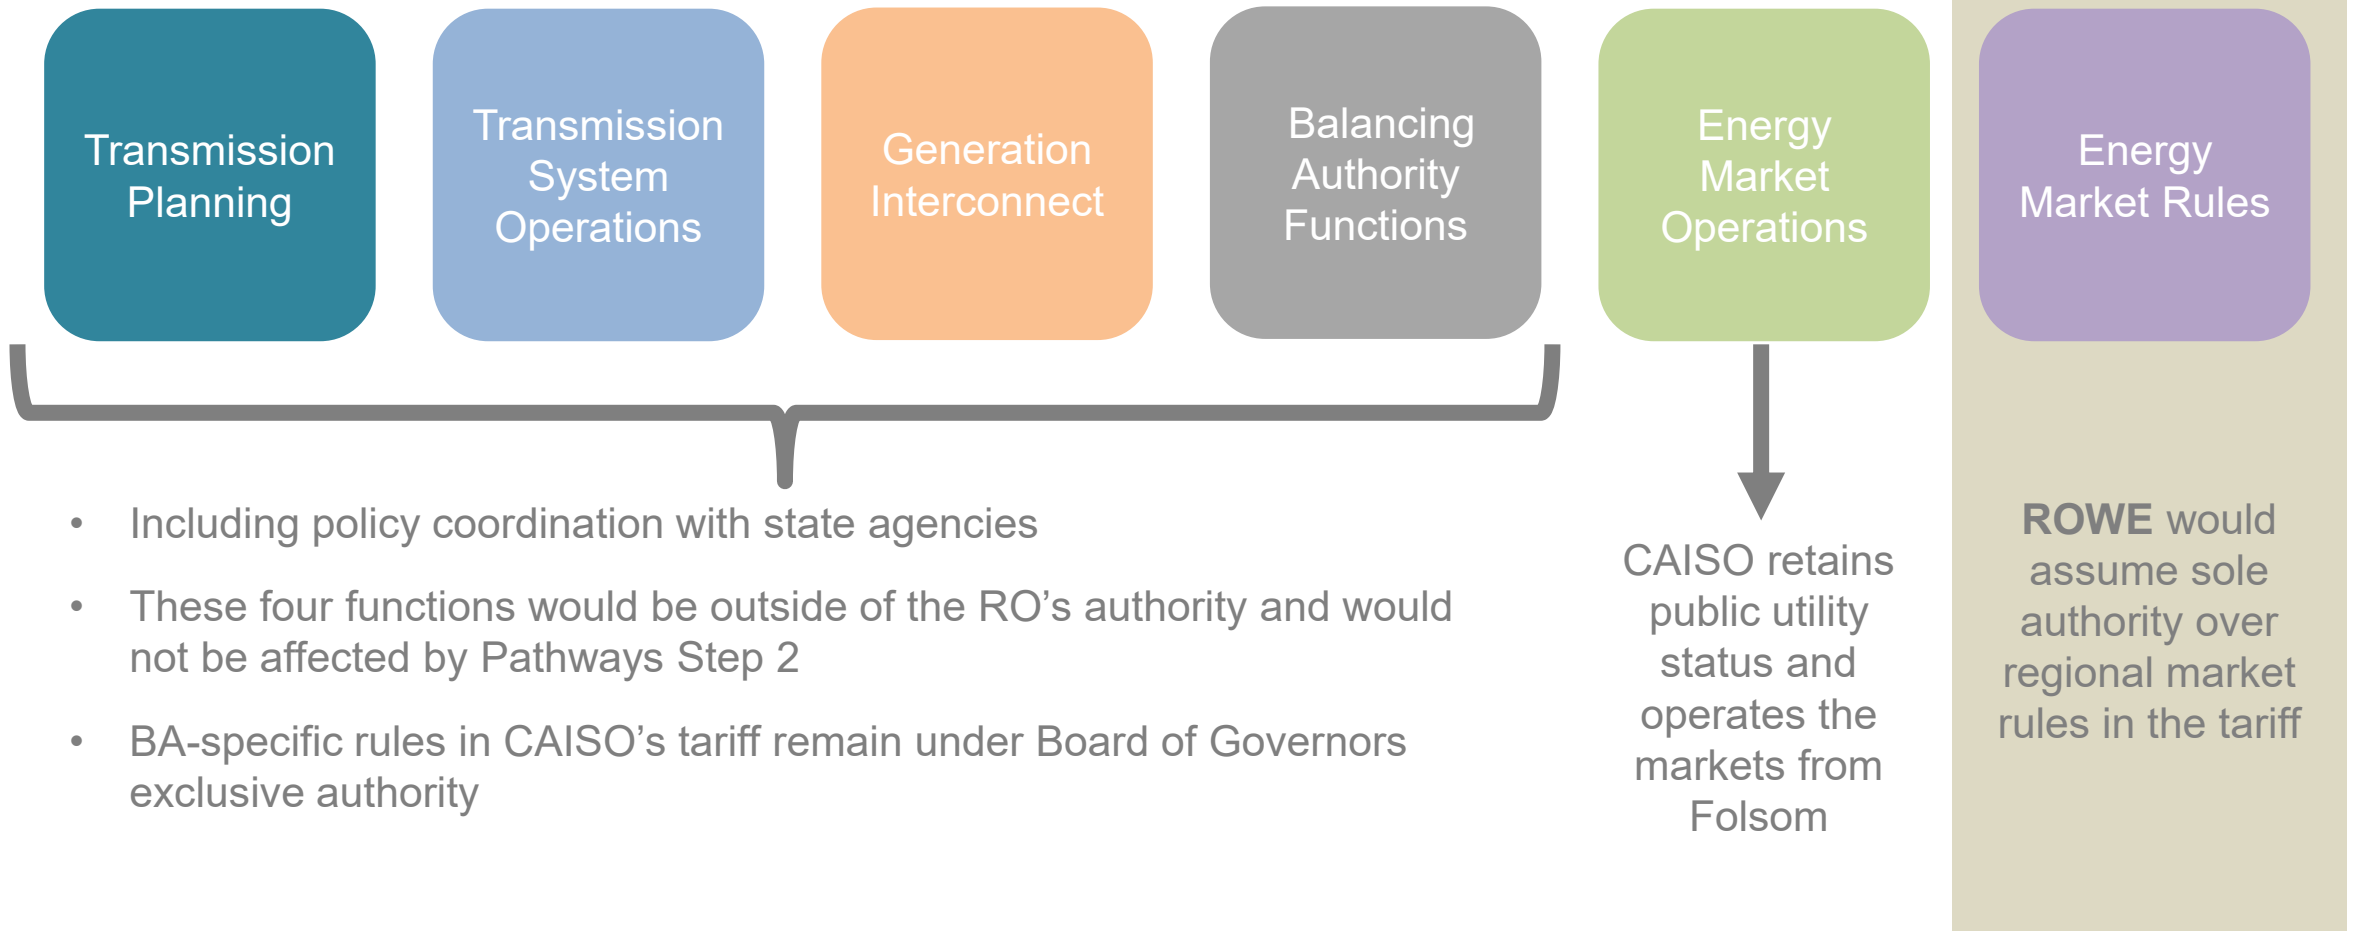 Transmission
Planning
Transmission
System
Operations
Generation
Interconnect
Balancing
Authority
Functions
Energy
Market
Operations
Energy
Market Rules
• Including policy coordination with state agencies
• These four functions would be outside of the RO’s authority and would
not be affected by Pathways Step 2
• BA-specific rules in CAISO’s tariff remain under Board of Governors
exclusive authority
CAISO retains
public utility
status and
operates the
markets from
Folsom
ROWE would
assume sole
authority over
regional market
rules in the tariff